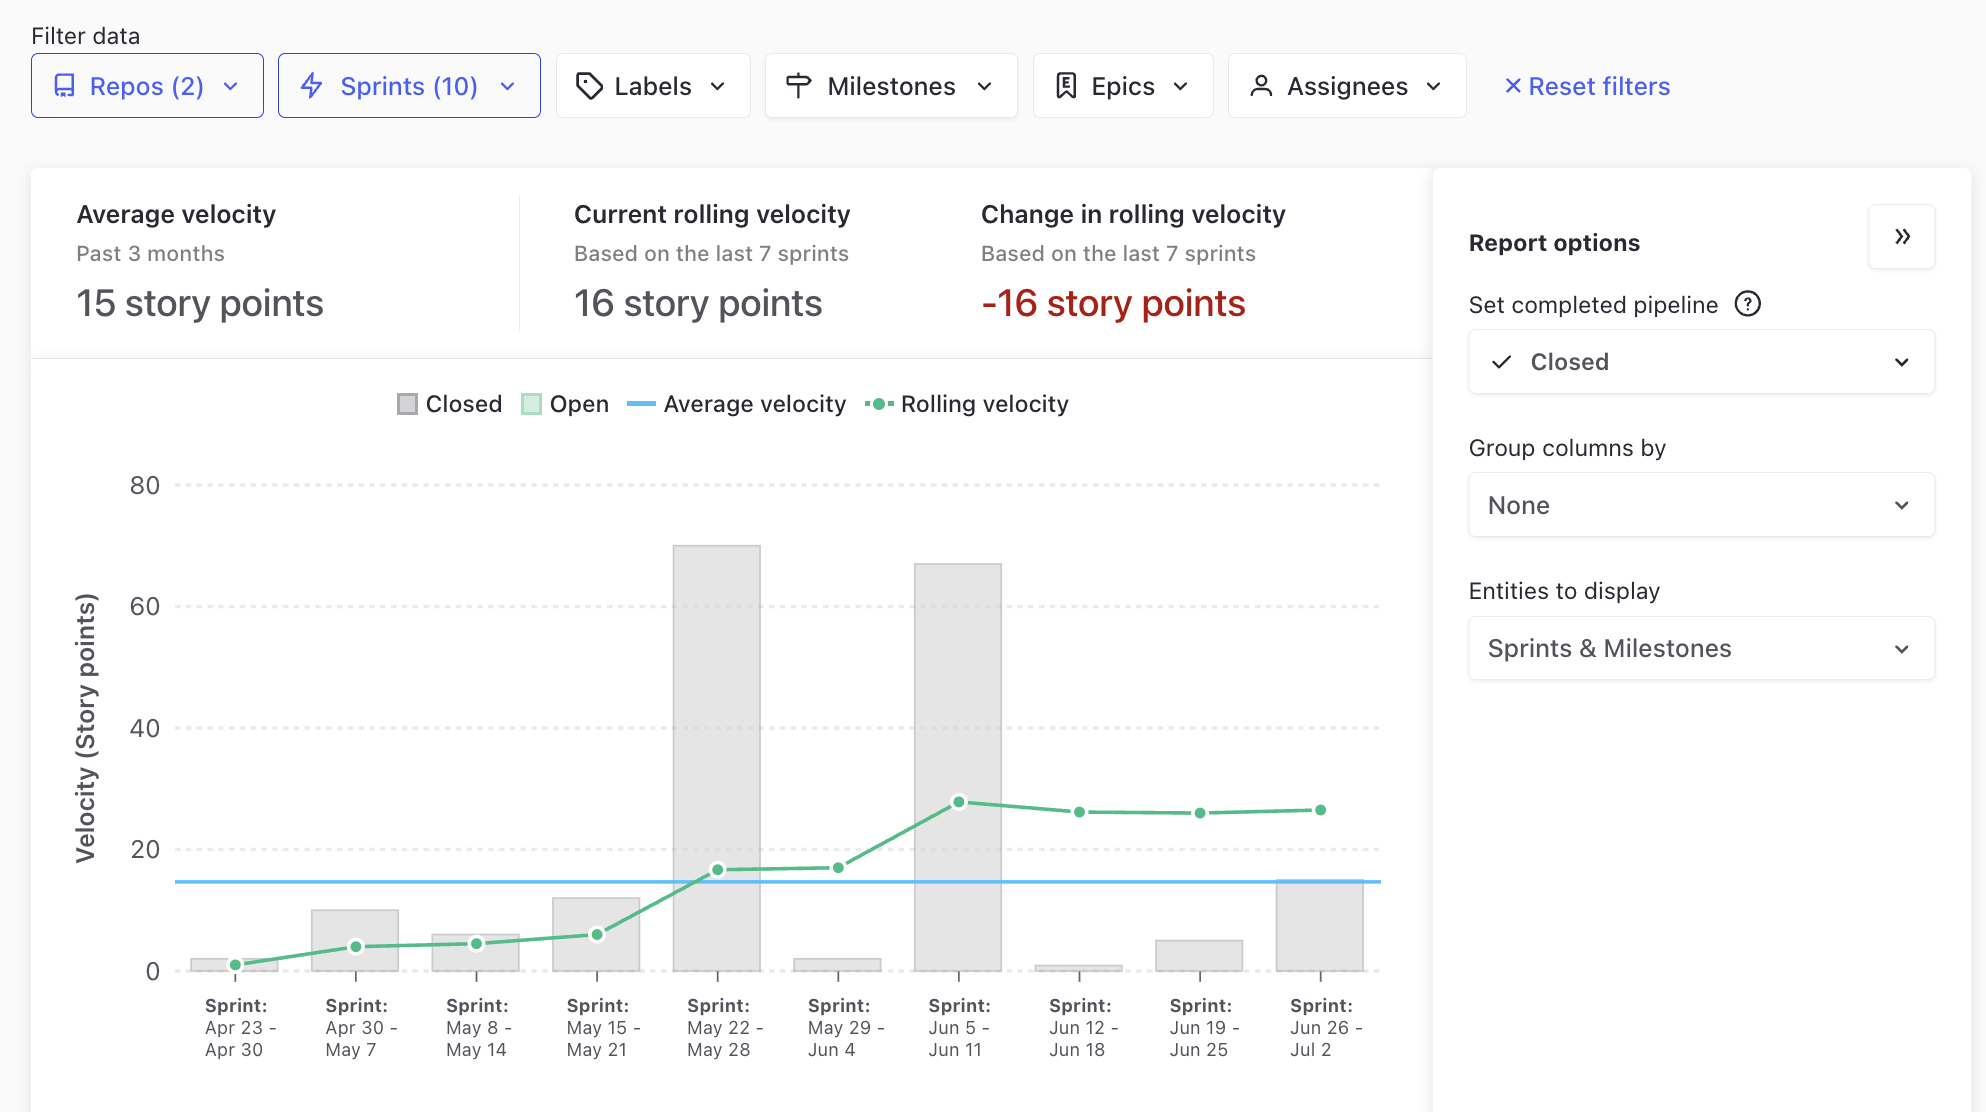 Filter data
Repos (2)
Sprints (10)
Labels
Milestones
Epics
Assignees
Reset filters
Average velocity
Past 3 months
15 story points
Current rolling velocity
Based on the last 7 sprints
16 story points
Change in rolling velocity
Based on the last 7 sprints
-16 story points
Closed
Open
Average velocity
Rolling velocity
Velocity (Story points)
80
60
40
20
0
Sprint:
Apr 23 -
Apr 30
Sprint:
Apr 30 -
May 7
Sprint:
May 8 -
May 14
Sprint:
May 15 -
May 21
Sprint:
May 22 -
May 28
Sprint:
May 29 -
Jun 4
Sprint:
Jun 5 -
Jun 11
Sprint:
Jun 12 -
Jun 18
Sprint:
Jun 19 -
Jun 25
Sprint:
Jun 26 -
Jul 2
Report options
Set completed pipeline
Closed
Group columns by
None
Entities to display
Sprints & Milestones